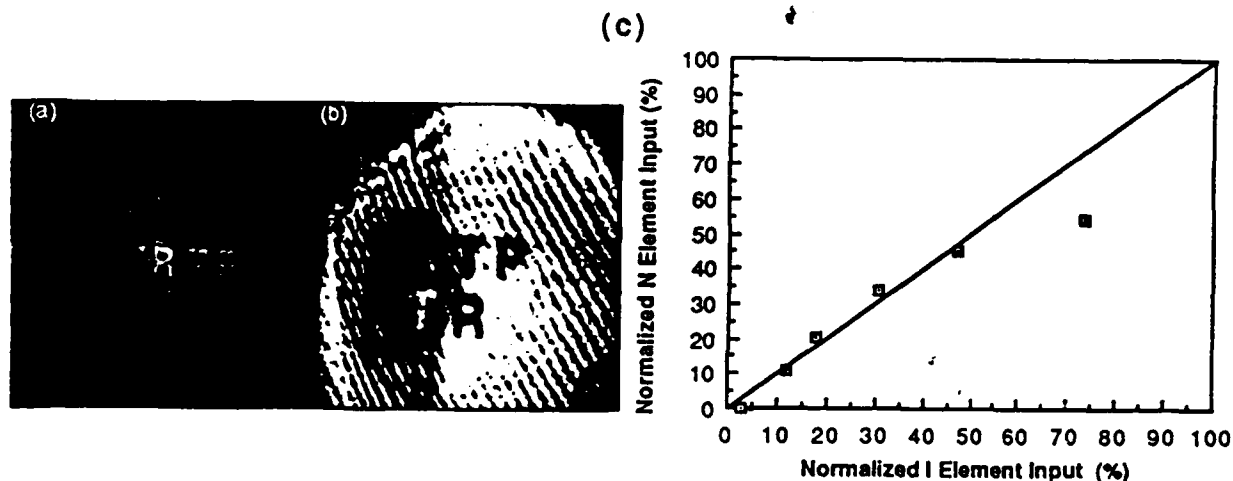 (c)
(a)
(b)
R
T P
R
Normalized N Element Input (%)
100
90
80
70
60
50
40
30
20
10
0
0 10 20 30 40 50 60 70 80 90 100
Normalized I Element Input (%)